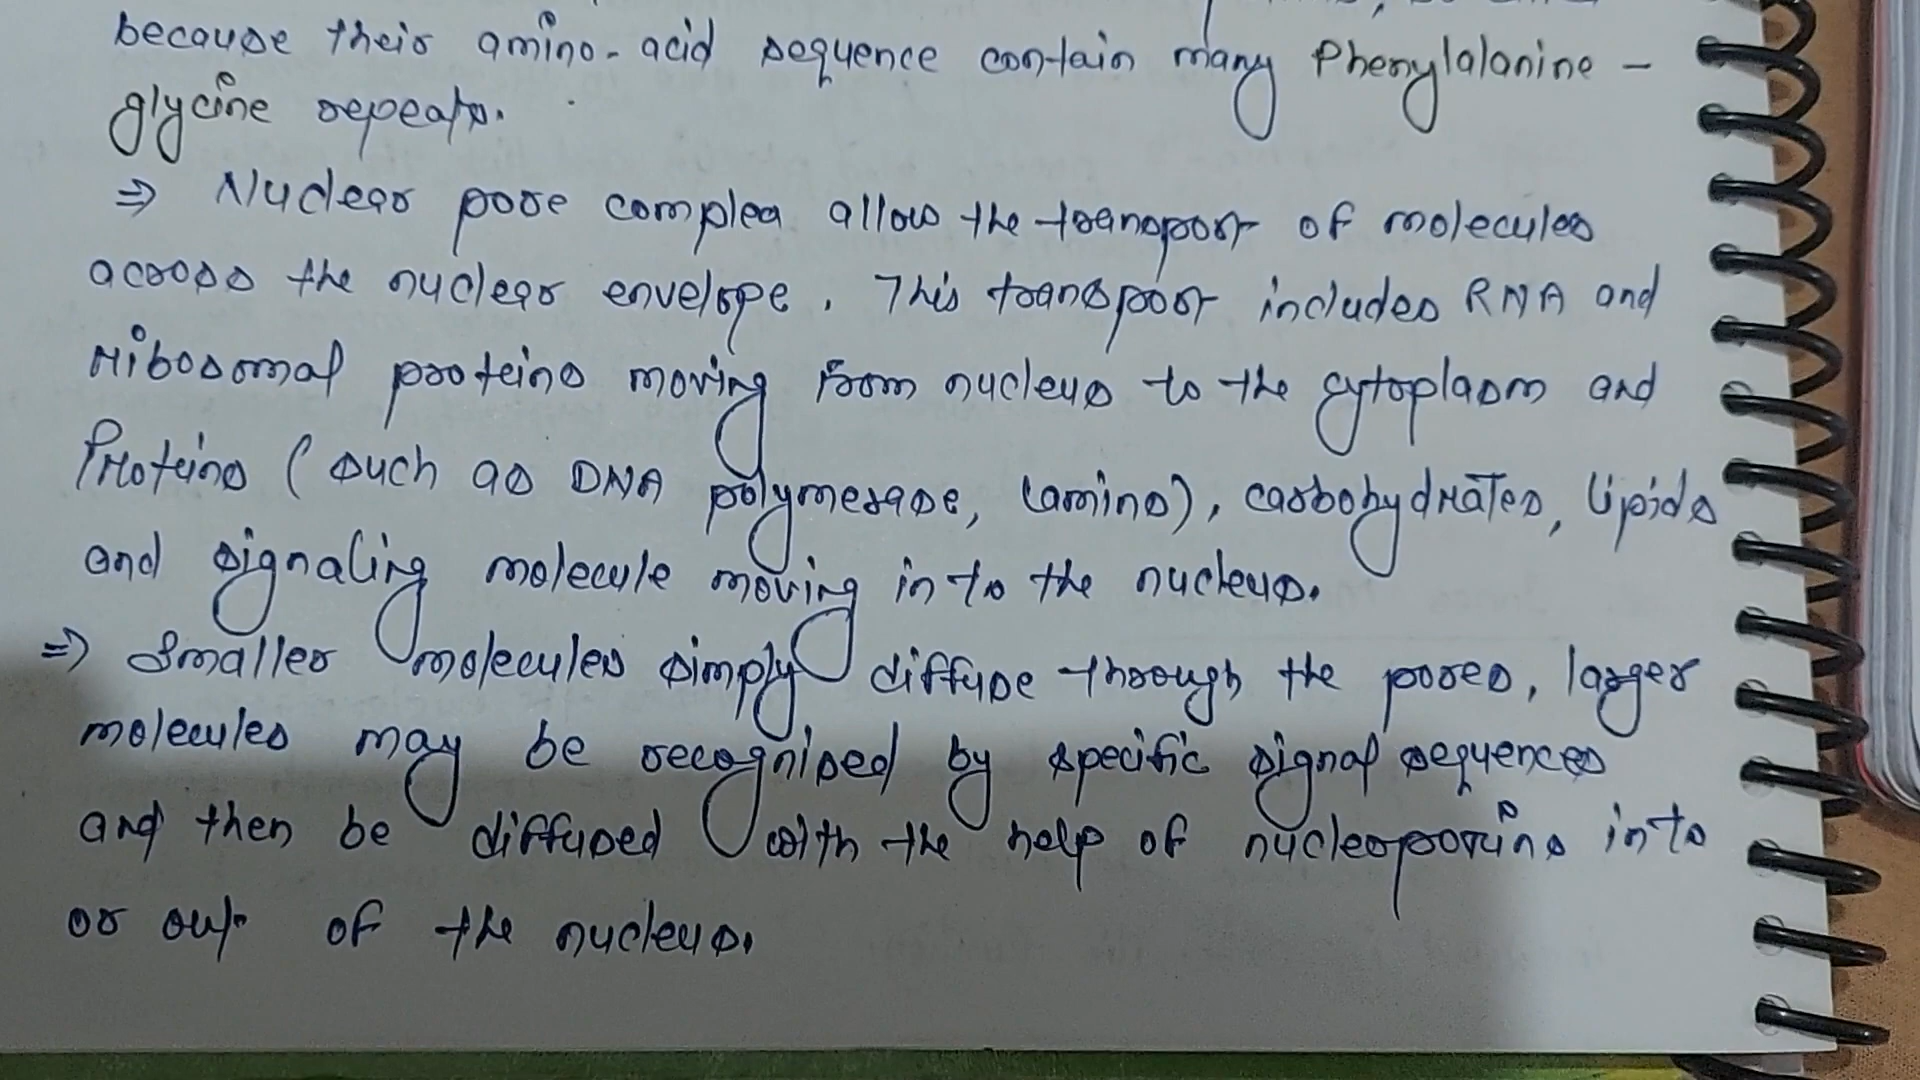 because their amino-acid sequence contain many Phenylalanine -
glycine repeats.
⇒ Nuclear pore complex allow the transport of molecules
across the nuclear envelope. This transport includes RNA and
ribosomal proteins moving from nucleus to the cytoplasm and
Proteins (such as DNA polymerase, lamins), carbohydrates, lipids
and signaling molecule moving in to the nucleus.
⇒ Smaller molecules simply diffuse through the pores, larger
molecules may be recognised by specific signal sequences
and then be diffused with the help of nucleoporins in to
or out of the nucleus.